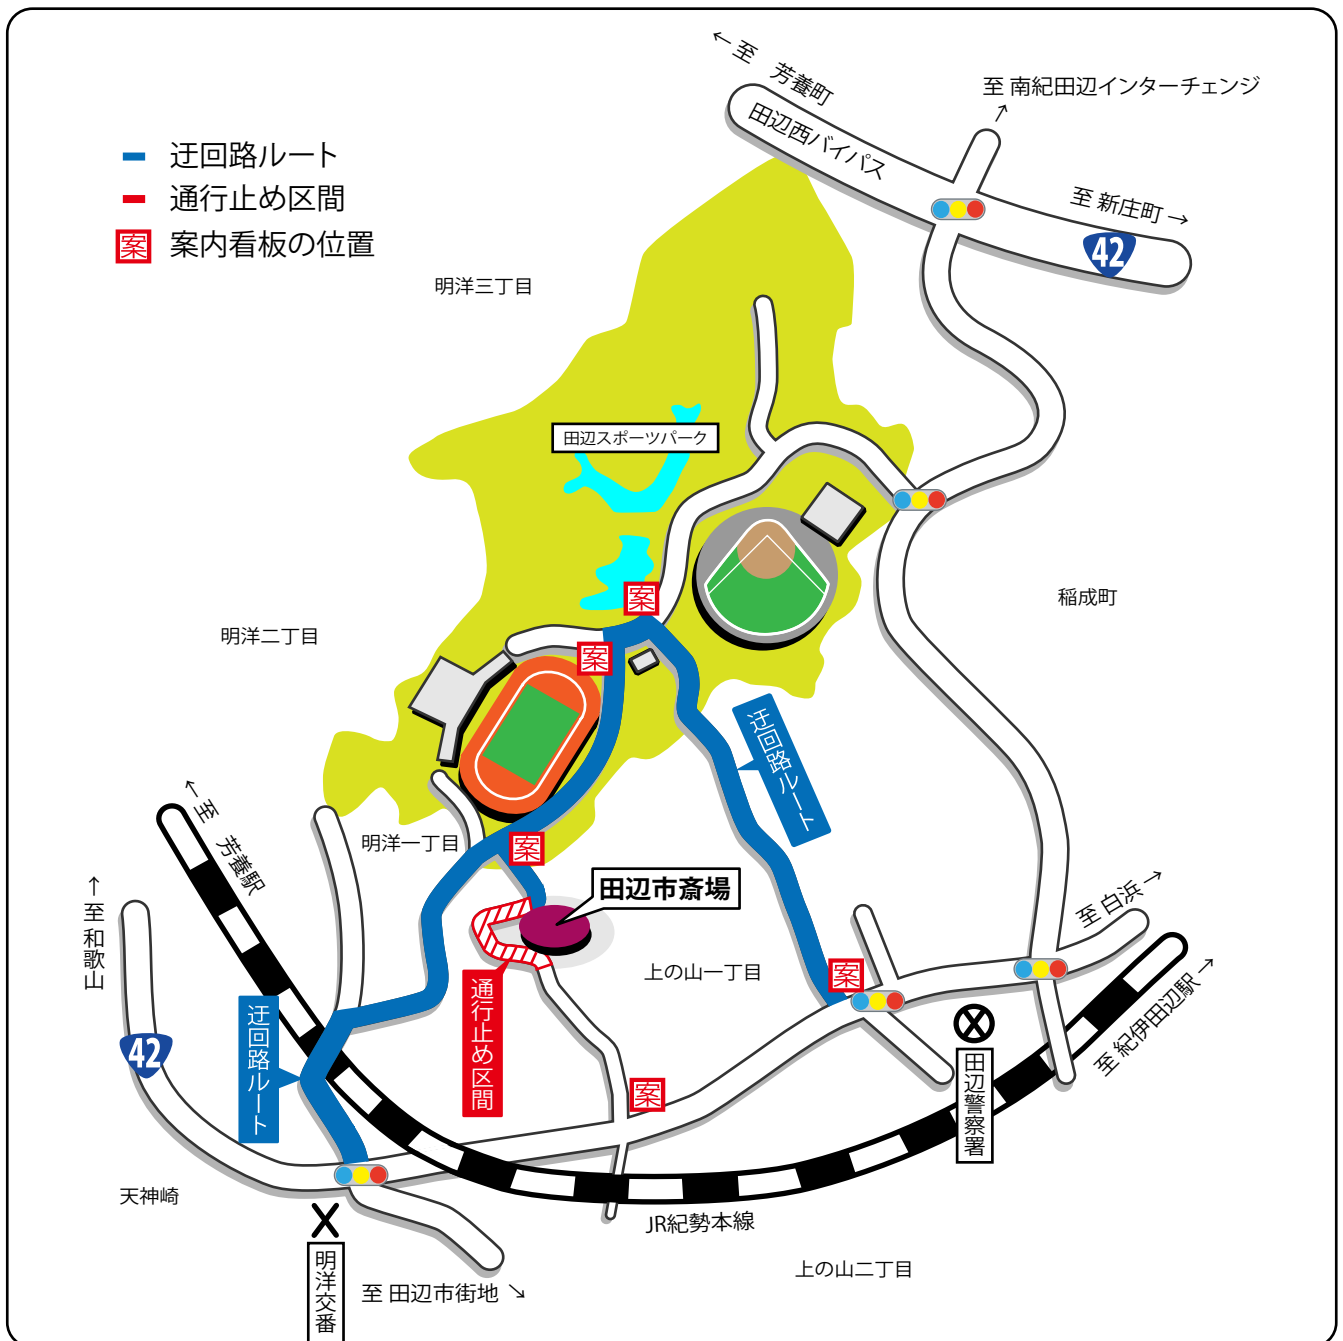 ← 至 芳養町
至 南紀田辺インターチェンジ
→
田辺西バイパス
至 新庄町 →
42
迂回路ルート
通行止め区間
案 案内看板の位置
明洋三丁目
田辺スポーツパーク
案
稲成町
明洋二丁目
案
迂回路ルート
← 至 芳養駅
明洋一丁目
案
田辺市斎場
← 至 和歌山
至 白浜 →
上の山一丁目
案
通行止め区間
至 紀伊田辺駅 →
迂回路ルート
42
田辺警察署
案
天神崎
JR紀勢本線
明洋交番
上の山二丁目
至 田辺市街地 →